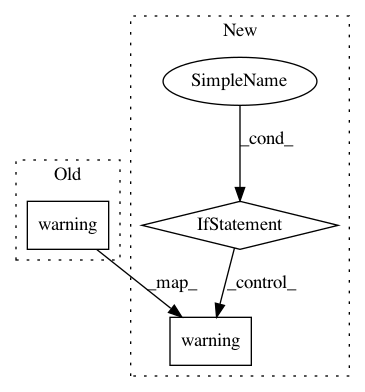 New
SimpleName
_cond_
Old
warning
IfStatement
_map_
_control_
warning